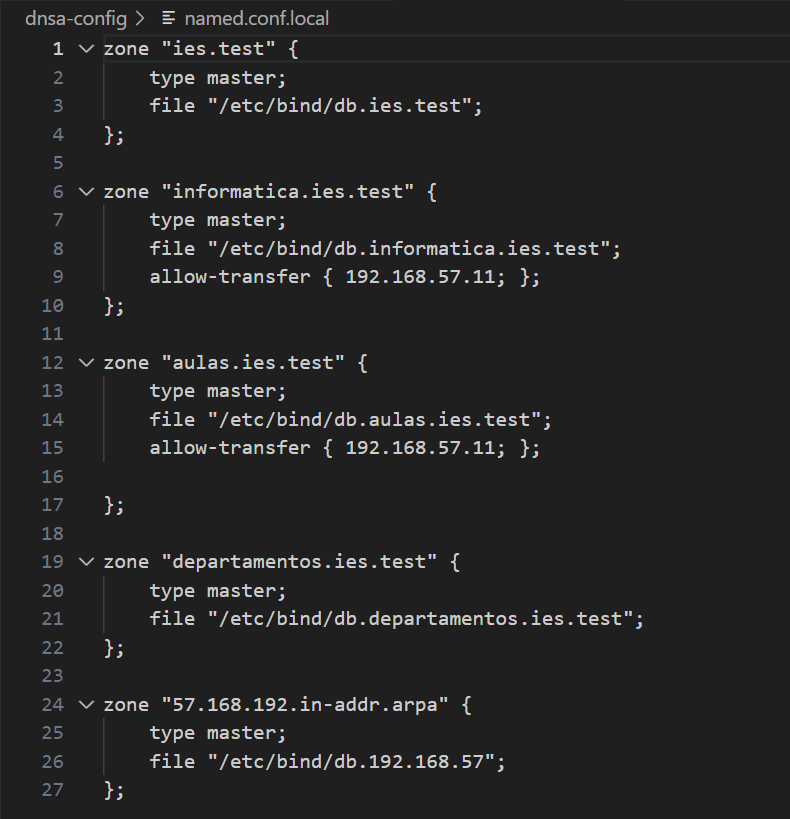 dnsa-config > named.conf.local
1 zone "ies.test" {
2 type master;
3 file "/etc/bind/db.ies.test";
4 };
5
6 zone "informatica.ies.test" {
7 type master;
8 file "/etc/bind/db.informatica.ies.test";
9 allow-transfer { 192.168.57.11; };
10 };
11
12 zone "aulas.ies.test" {
13 type master;
14 file "/etc/bind/db.aulas.ies.test";
15 allow-transfer { 192.168.57.11; };
16
17 };
18
19 zone "departamentos.ies.test" {
20 type master;
21 file "/etc/bind/db.departamentos.ies.test";
22 };
23
24 zone "57.168.192.in-addr.arpa" {
25 type master;
26 file "/etc/bind/db.192.168.57";
27 };